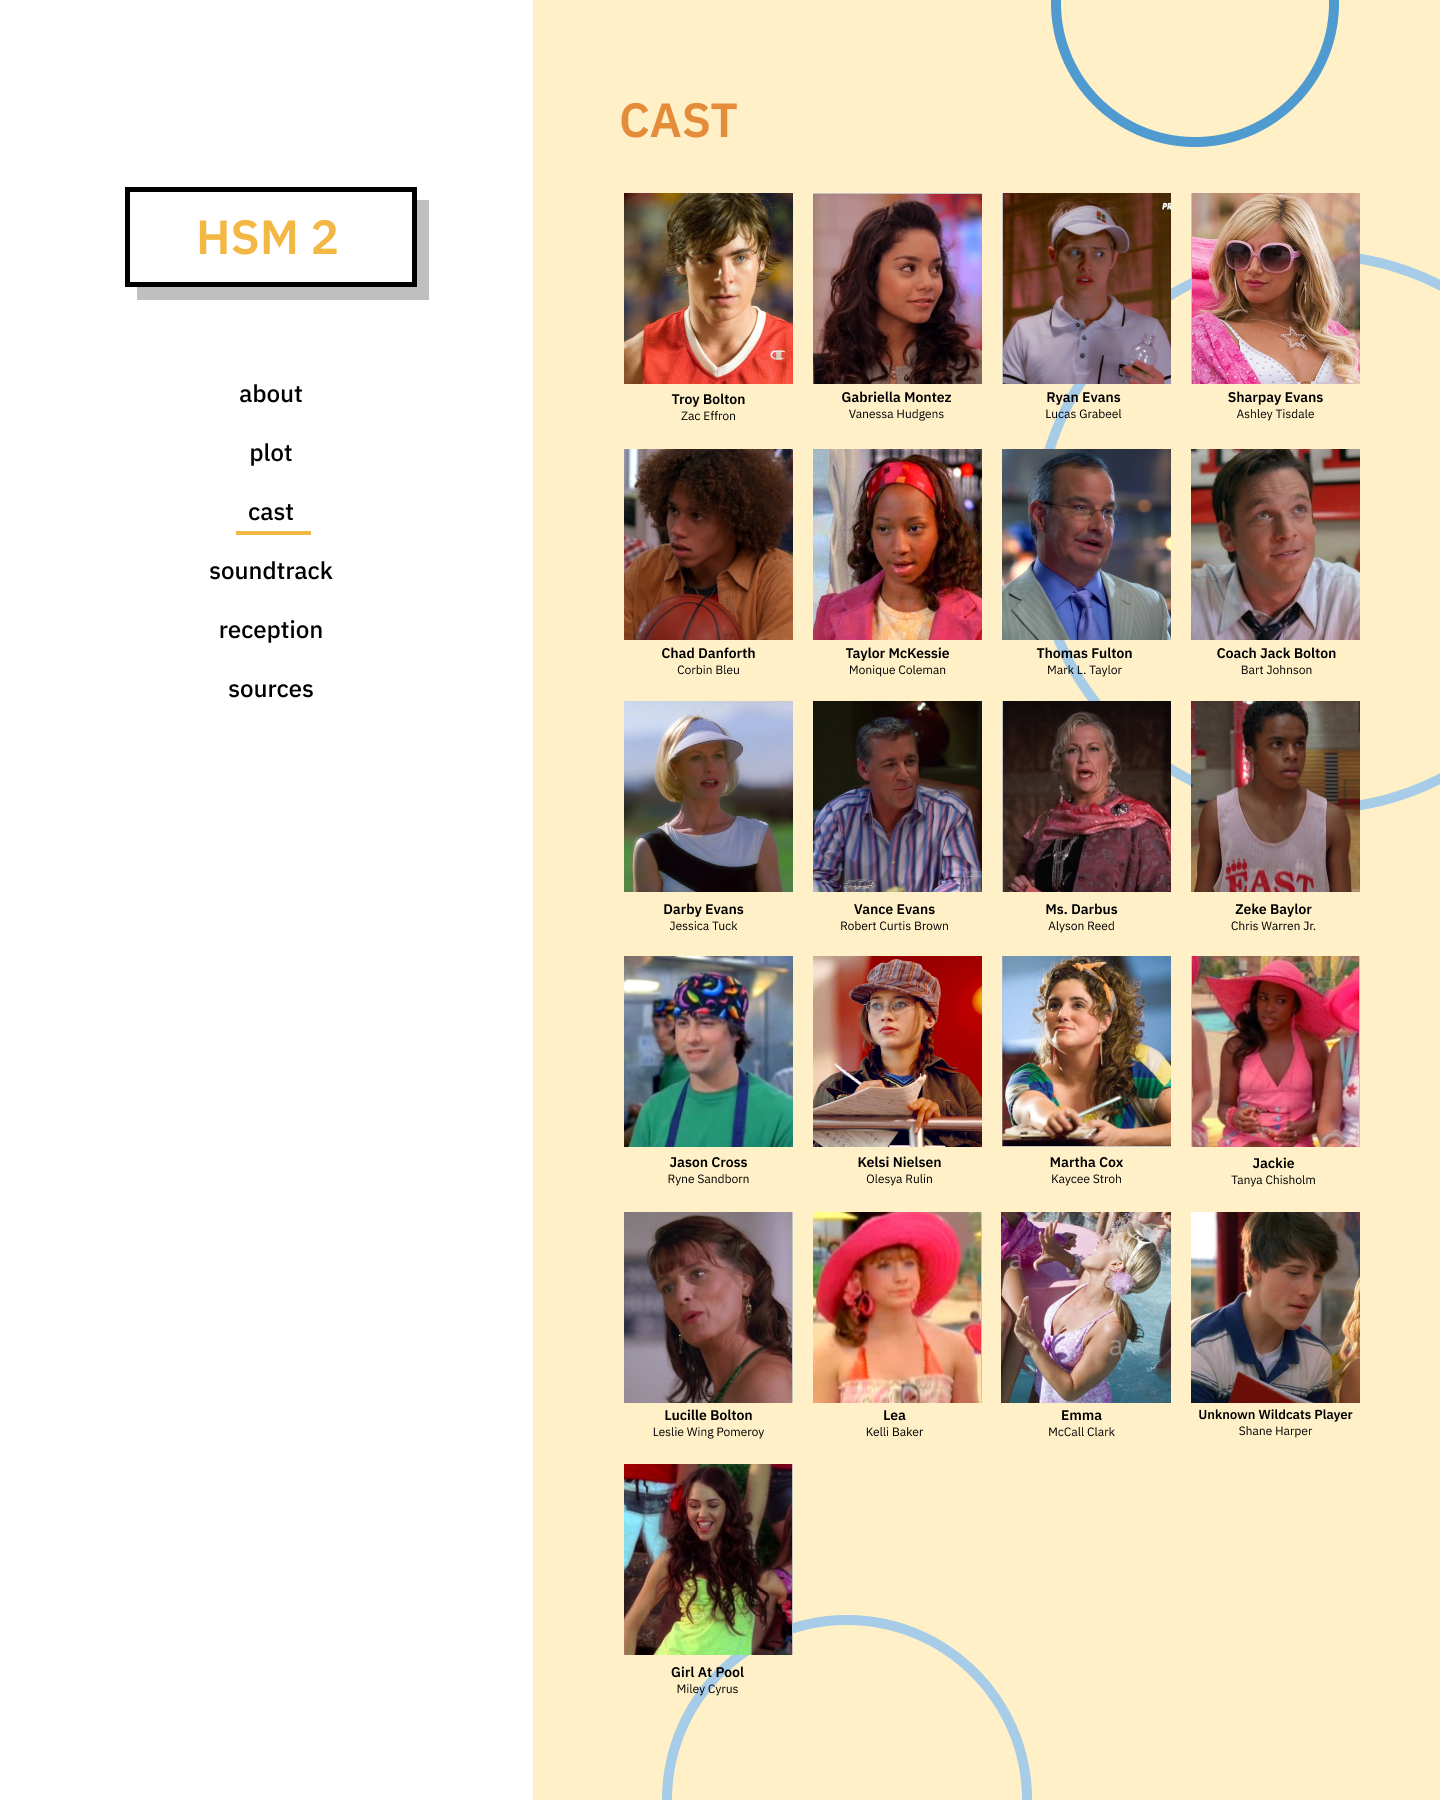 HSM 2
about
plot
cast
soundtrack
reception
sources
CAST
PR
Troy Bolton
Zac Effron
Gabriella Montez
Vanessa Hudgens
Ryan Evans
Lucas Grabeel
Sharpay Evans
Ashley Tisdale
Chad Danforth
Corbin Bleu
Taylor McKessie
Monique Coleman
Thomas Fulton
Mark L. Taylor
Coach Jack Bolton
Bart Johnson
EAST
Darby Evans
Jessica Tuck
Vance Evans
Robert Curtis Brown
Ms. Darbus
Alyson Reed
Zeke Baylor
Chris Warren Jr.
Jason Cross
Ryne Sandborn
Kelsi Nielsen
Olesya Rulin
Martha Cox
Kaycee Stroh
Jackie
Tanya Chisholm
a
a
Lucille Bolton
Leslie Wing Pomeroy
Lea
Kelli Baker
Emma
McCall Clark
Unknown Wildcats Player
Shane Harper
Girl At Pool
Miley Cyrus